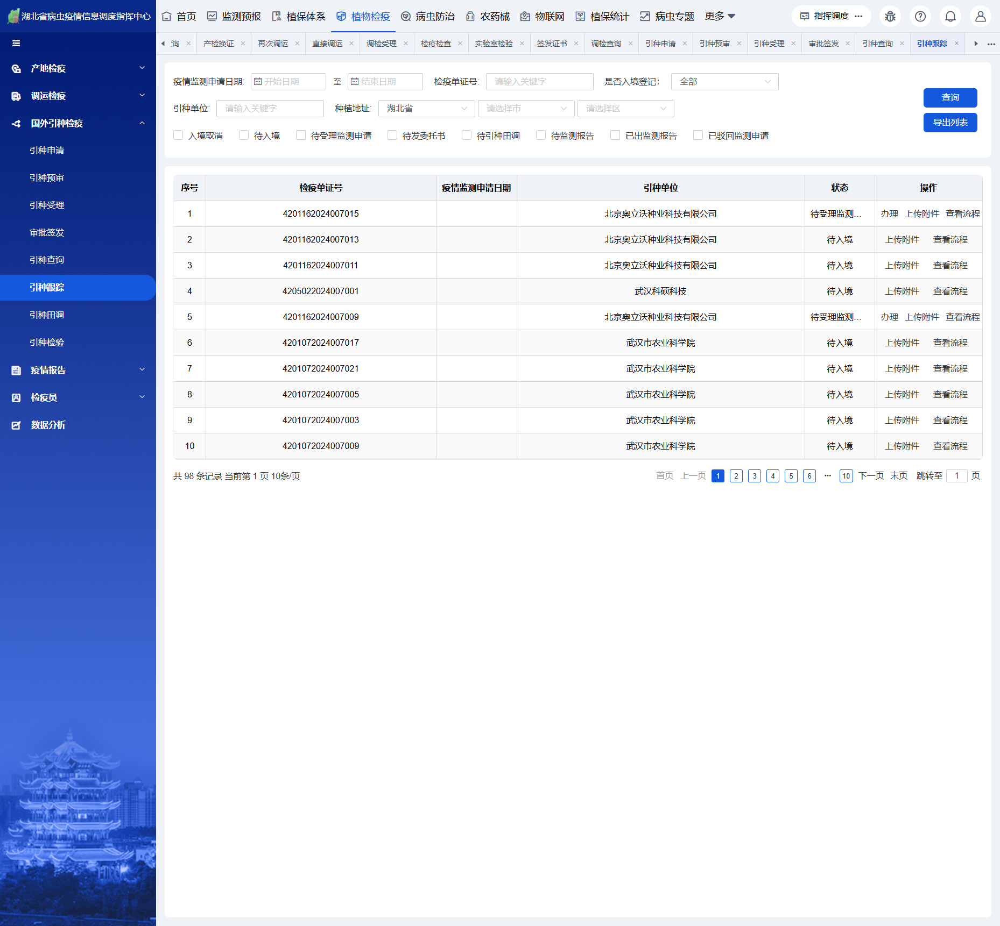 湖北省病虫疫情信息调度指挥中心
首页 监测预报 植保体系 植物检疫 病虫防治 农药械 物联网 植保统计 病虫专题 更多 指挥调度
询 产检换证 再次调运 直接调运 调检受理 检疫检查 实验室检验 签发证书 调检查询 引种申请 引种预审 引种受理 审批签发 引种查询 引种跟踪
产地检疫
调运检疫
国外引种检疫
引种申请
引种预审
引种受理
审批签发
引种查询
引种跟踪
引种田调
引种检验
疫情报告
检疫员
数据分析
疫情监测申请日期: 开始日期 至 结束日期 检疫单证号: 请输入关键字 是否入境登记: 全部
引种单位: 请输入关键字 种植地址: 湖北省 请选择市 请选择区
查询
导出列表
入境取消 待入境 待受理监测申请 待发委托书 待引种田调 待监测报告 已出监测报告 已驳回监测申请
序号 检疫单证号 疫情监测申请日期 引种单位 状态 操作
1 4201162024007015 北京奥立沃种业科技有限公司 待受理监测... 办理 上传附件 查看流程
2 4201162024007013 北京奥立沃种业科技有限公司 待入境 上传附件 查看流程
3 4201162024007011 北京奥立沃种业科技有限公司 待入境 上传附件 查看流程
4 4205022024007001 武汉科硕科技 待入境 上传附件 查看流程
5 4201162024007009 北京奥立沃种业科技有限公司 待受理监测... 办理 上传附件 查看流程
6 4201072024007017 武汉市农业科学院 待入境 上传附件 查看流程
7 4201072024007021 武汉市农业科学院 待入境 上传附件 查看流程
8 4201072024007005 武汉市农业科学院 待入境 上传附件 查看流程
9 4201072024007003 武汉市农业科学院 待入境 上传附件 查看流程
10 4201072024007009 武汉市农业科学院 待入境 上传附件 查看流程
共 98 条记录 当前第 1 页 10条/页 首页 上一页 1 2 3 4 5 6 ... 10 下一页 末页 跳转至 1 页